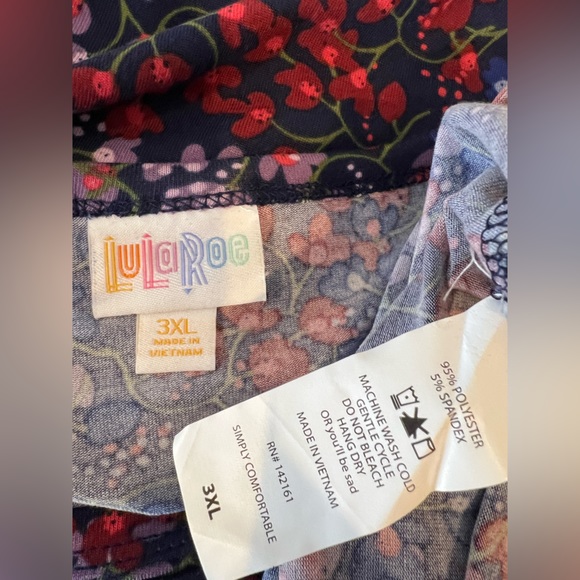 LuLaRoe
3XL
MADE IN
VIETNAM
95% POLYESTER
5% SPANDEX
MACHINE WASH COLD
GENTLE CYCLE
DO NOT BLEACH
HANG DRY
or you'll be sad
MADE IN VIETNAM
RN# 142161
SIMPLY COMFORTABLE
3XL